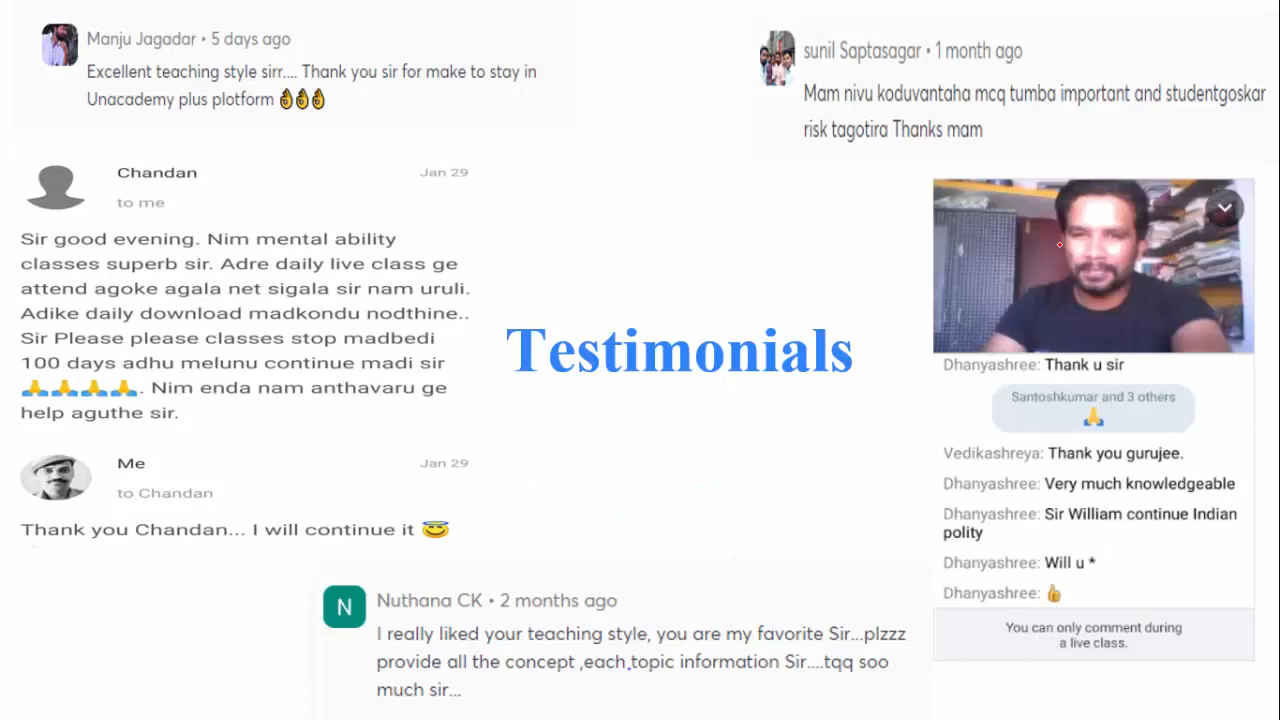 Manju Jagadar • 5 days ago
Excellent teaching style sirr.... Thank you sir for make to stay in
Unacademy plus plotform 👌👌👌
sunil Saptasagar • 1 month ago
Mam nivu koduvantaha mcq tumba important and studentgoskar
risk tagotira Thanks mam
Chandan
Jan 29
to me
Sir good evening. Nim mental ability
classes superb sir. Adre daily live class ge
attend agoke agala net sigala sir nam uruli.
Adike daily download madkondu nodthine..
Sir Please please classes stop madbedi
100 days adhu melunu continue madi sir
🙏🙏🙏🙏. Nim enda nam anthavaru ge
help aguthe sir.
Me
Jan 29
to Chandan
Thank you Chandan... I will continue it 😇
Testimonials
Dhanyashree: Thank u sir
Santoshkumar and 3 others
🙏
Vedikashreya: Thank you gurujee.
Dhanyashree: Very much knowledgeable
Dhanyashree: Sir William continue Indian
polity
Dhanyashree: Will u *
Dhanyashree: 👍
You can only comment during
a live class.
N
Nuthana CK • 2 months ago
I really liked your teaching style, you are my favorite Sir...plzzz
provide all the concept ,each,topic information Sir....tqq soo
much sir...